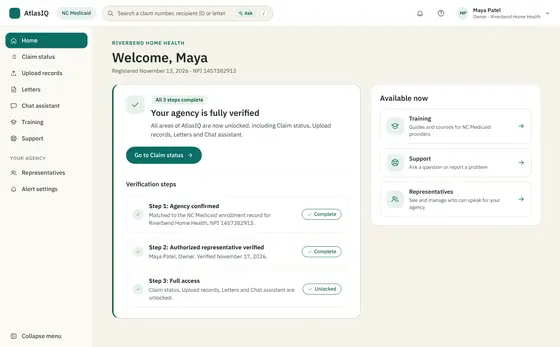 AtlasIQ
NC Medicaid
Search a claim number, recipient ID or letter
Ask
/
MP
Maya Patel
Owner · Riverbend Home Health
Home
Claim status
Upload records
Letters
Chat assistant
Training
Support
YOUR AGENCY
Representatives
Alert settings
Collapse menu
RIVERBEND HOME HEALTH
Welcome, Maya
Registered November 13, 2026 · NPI 1457382913
All 3 steps complete
Your agency is fully verified
All areas of AtlasIQ are now unlocked, including Claim status, Upload
records, Letters and Chat assistant.
Go to Claim status →
Verification steps
Step 1: Agency confirmed
Matched to the NC Medicaid enrollment record for
Riverbend Home Health, NPI 1457382913.
✓ Complete
Step 2: Authorized representative verified
Maya Patel, Owner. Verified November 17, 2026.
✓ Complete
Step 3: Full access
Claim status, Upload records, Letters and Chat assistant are
unlocked.
✓ Unlocked
Available now
Training
Guides and courses for NC Medicaid
providers
Support
Ask a question or report a problem
Representatives
See and manage who can speak for your
agency